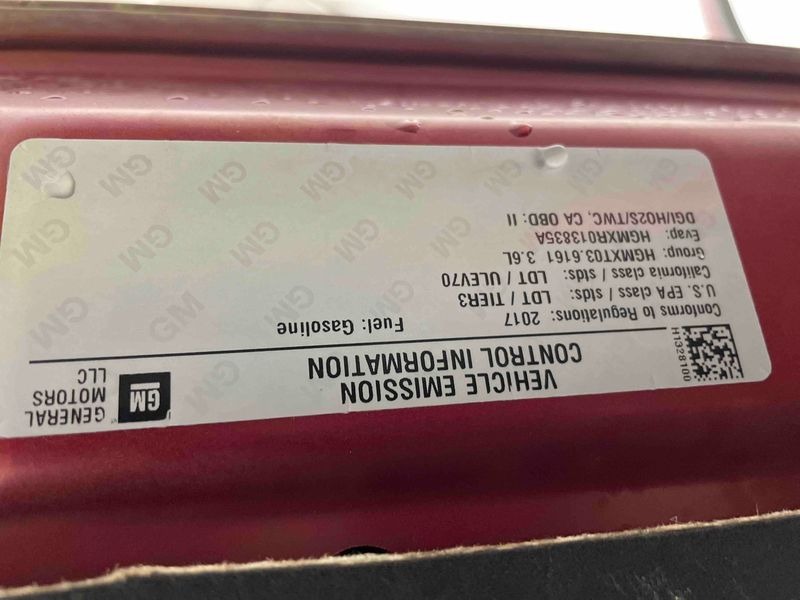 VEHICLE EMISSION
CONTROL INFORMATION
GM
GENERAL
MOTORS
LLC
H1328100
Conforms to Regulations: 2017 Fuel: Gasoline
U.S. EPA class / stds: LDT / TIER3
California class / stds: LDT / ULEV70
Group: HGMXT03.6161 3.6L
Evap: HGMXR0133835A
DGI/HO2S/TWC, CA OBD: II